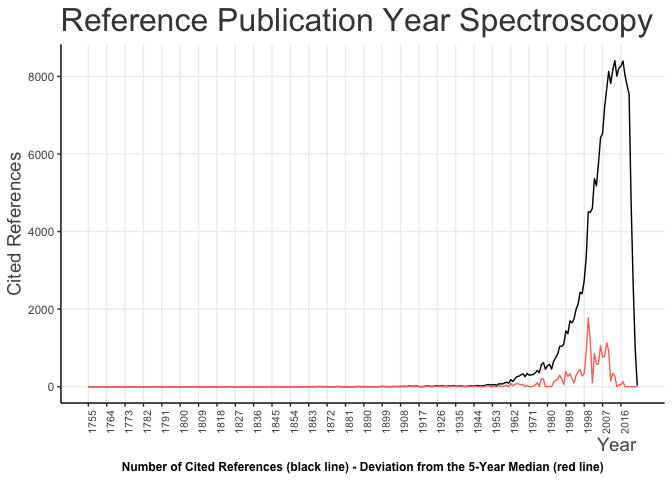 Reference Publication Year Spectroscopy
Cited References
8000
6000
4000
2000
0
1755 1764 1773 1782 1791 1800 1809 1818 1827 1836 1845 1854 1863 1872 1881 1890 1899 1908 1917 1926 1935 1944 1953 1962 1971 1980 1989 1998 2007 2016
Year
Number of Cited References (black line) - Deviation from the 5-Year Median (red line)